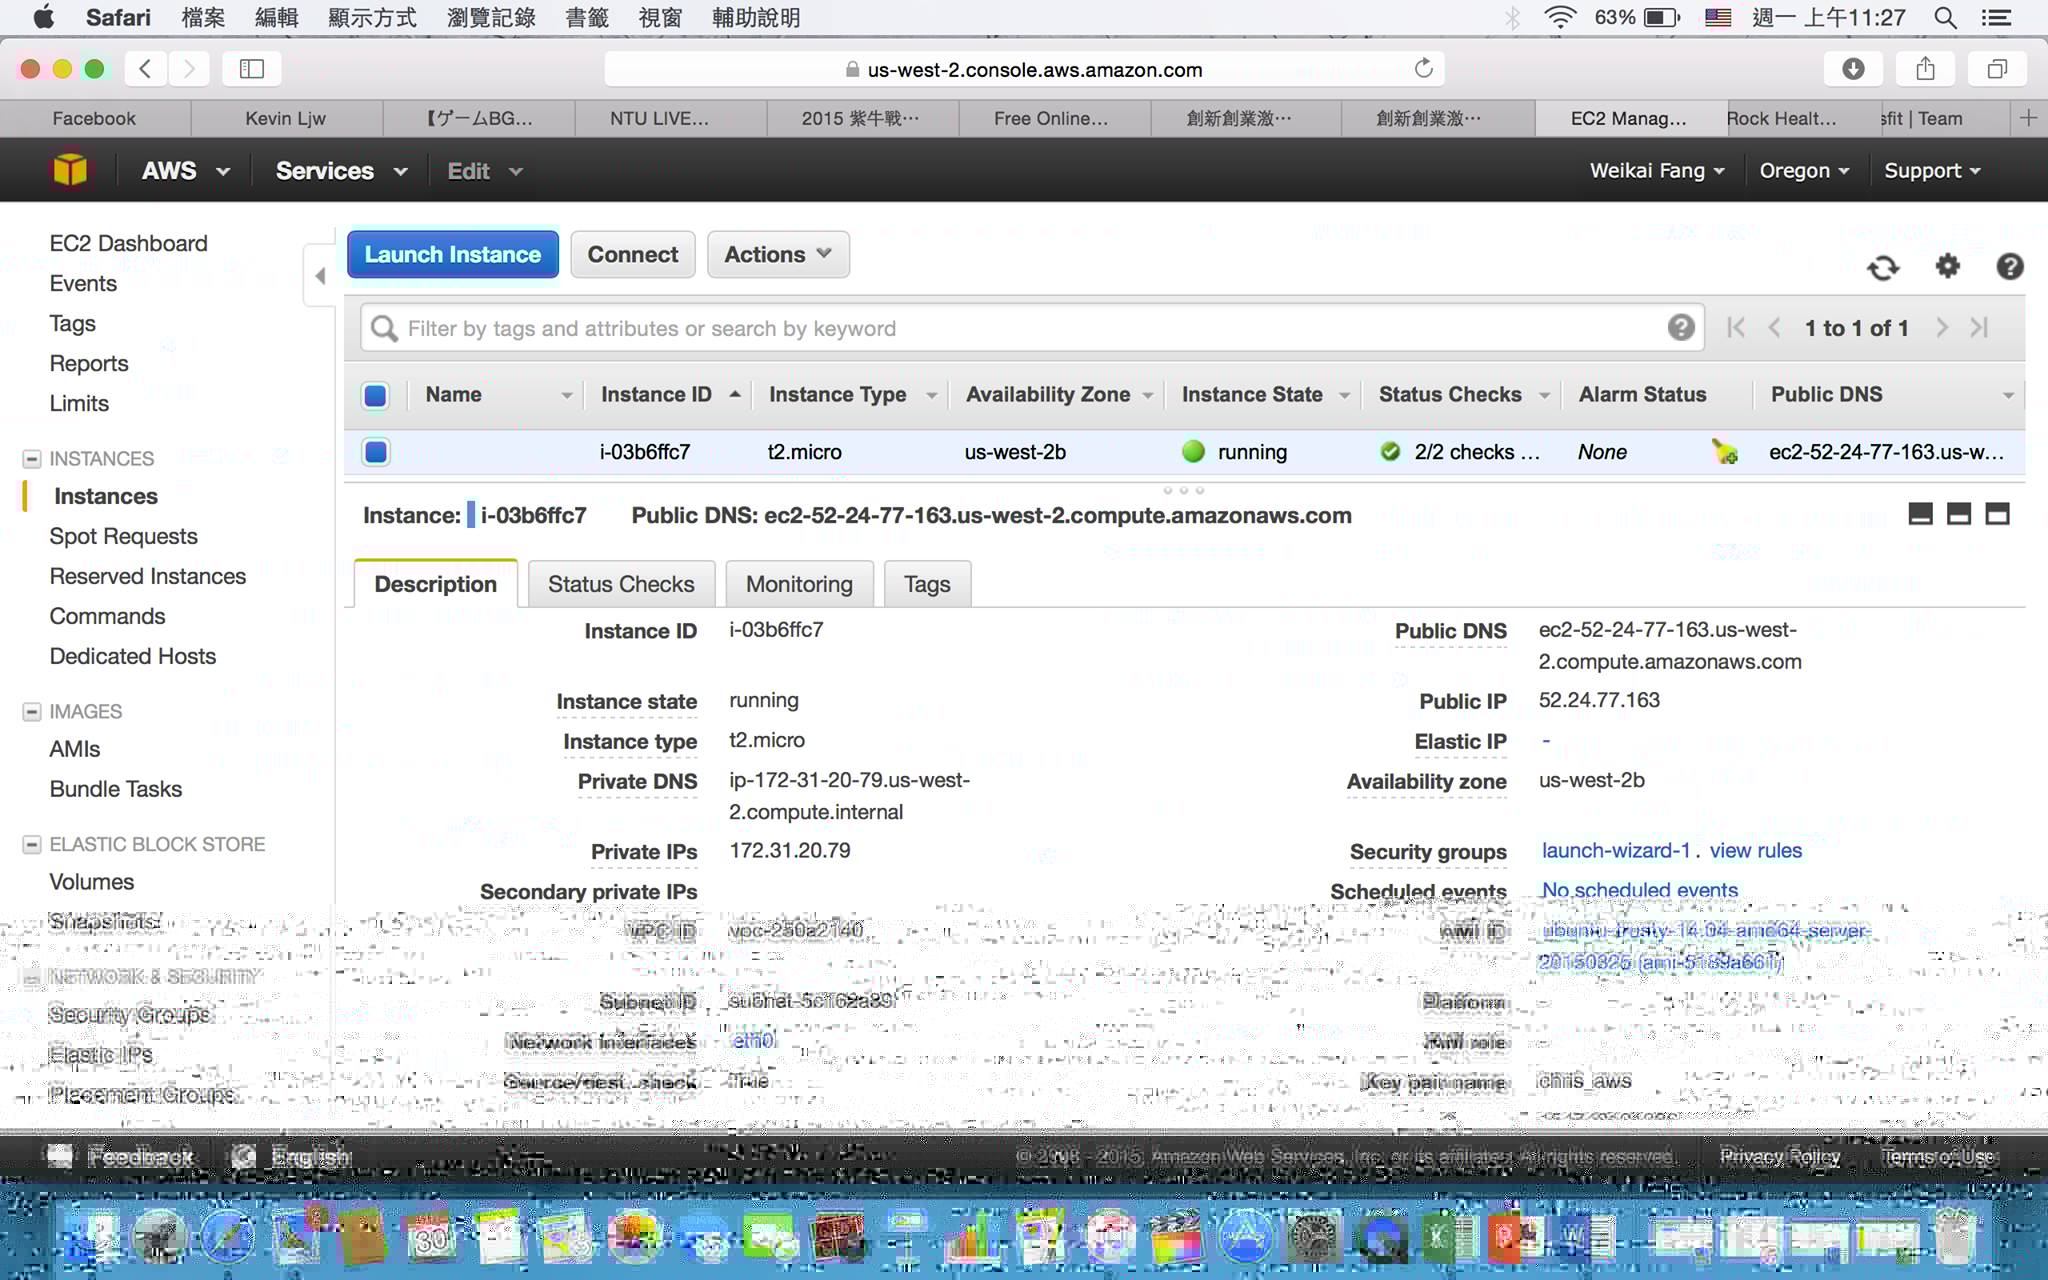 Safari 檔案 編輯 顯示方式 瀏覽記錄 書籤 視窗 輔助說明 63% 週一 上午11:27
us-west-2.console.aws.amazon.com
Facebook Kevin Ljw 【ゲームBG... NTU LIVE... 2015 紫牛戰… Free Online... 創新創業激… 創新創業激… EC2 Manag... Rock Healt... sfit | Team
AWS Services Edit Weikai Fang Oregon Support
EC2 Dashboard
Events
Tags
Reports
Limits
INSTANCES
Instances
Spot Requests
Reserved Instances
Commands
Dedicated Hosts
IMAGES
AMIs
Bundle Tasks
ELASTIC BLOCK STORE
Volumes
Snapshots
NETWORK & SECURITY
Security Groups
Elastic IPs
Placement Groups
Launch Instance Connect Actions
Filter by tags and attributes or search by keyword 1 to 1 of 1
Name Instance ID Instance Type Availability Zone Instance State Status Checks Alarm Status Public DNS
i-03b6ffc7 t2.micro us-west-2b running 2/2 checks ... None ec2-52-24-77-163.us-w...
Instance: i-03b6ffc7 Public DNS: ec2-52-24-77-163.us-west-2.compute.amazonaws.com
Description Status Checks Monitoring Tags
Instance ID i-03b6ffc7
Instance state running
Instance type t2.micro
Private DNS ip-172-31-20-79.us-west-
2.compute.internal
Private IPs 172.31.20.79
Secondary private IPs
VPC ID vpc-250a2140
Subnet ID
Network interfaces eth0
Source/dest. check True
Public DNS ec2-52-24-77-163.us-west-
2.compute.amazonaws.com
Public IP 52.24.77.163
Elastic IP -
Availability zone us-west-2b
Security groups launch-wizard-1. view rules
Scheduled events No scheduled events
AMI ID ubuntu-trusty-14.04-amd64-server-
Platform -
IAM role -
Key pair name chris_aws
Feedback English © 2008 - 2015, Amazon Web Services, Inc. or its affiliates. All rights reserved. Privacy Policy Terms of Use
30